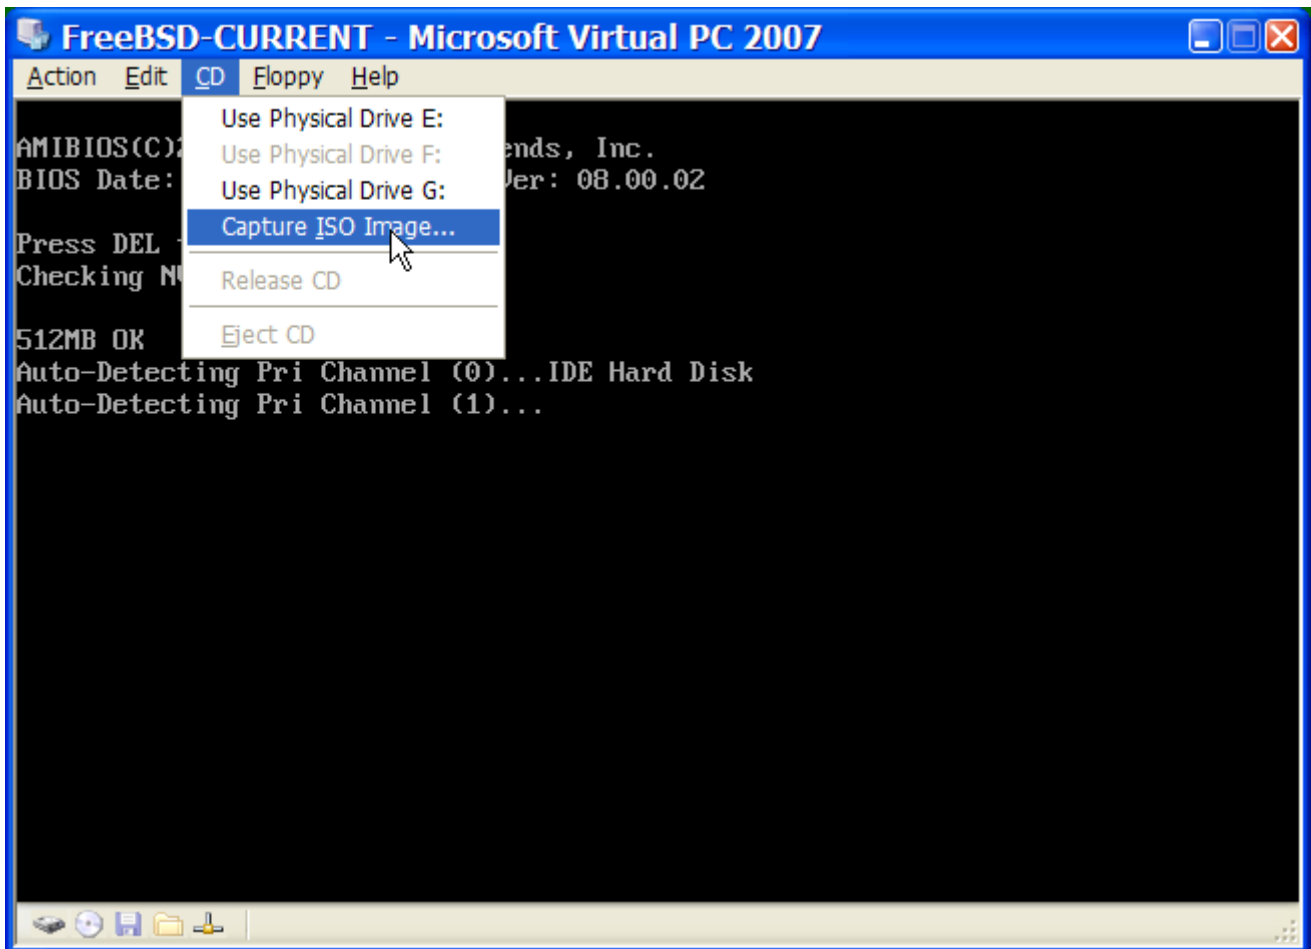 FreeBSD-CURRENT - Microsoft Virtual PC 2007
Action Edit CD Floppy Help
Use Physical Drive E:
Use Physical Drive F:
Use Physical Drive G:
Capture ISO Image...
Release CD
Eject CD
AMIBIOS(C)2 ends, Inc.
BIOS Date: Ver: 08.00.02
Press DEL
Checking N
512MB OK
Auto-Detecting Pri Channel (0)...IDE Hard Disk
Auto-Detecting Pri Channel (1)...